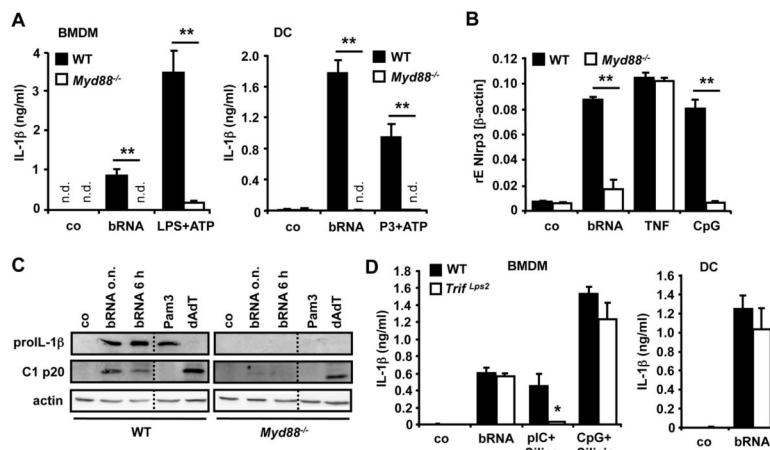 A
BMDM
IL-1β (ng/ml)
4
3
2
1
0
WT
Myd88-/-
**
**
n.d.
n.d.
n.d.
co
bRNA
LPS+ATP
DC
IL-1β (ng/ml)
2.0
1.6
1.2
0.8
0.4
0
**
WT
Myd88-/-
**
n.d.
n.d.
co
bRNA
P3+ATP
B
WT
Myd88-/-
rE Nlrp3 [β-actin]
0.12
0.10
0.08
0.06
0.04
0.02
0
**
**
co
bRNA
TNF
CpG
C
co
bRNA o.n.
bRNA 6 h
Pam3
dAdT
co
bRNA o.n.
bRNA 6 h
Pam3
dAdT
proIL-1β
C1 p20
actin
WT
Myd88-/-
D
WT
Trif Lps2
BMDM
IL-1β (ng/ml)
1.6
1.4
1.2
1.0
0.8
0.6
0.4
0.2
0
*
co
bRNA
pIC+
CpG+
DC
IL-1β (ng/ml)
1.6
1.4
1.2
1.0
0.8
0.6
0.4
0.2
0
co
bRNA